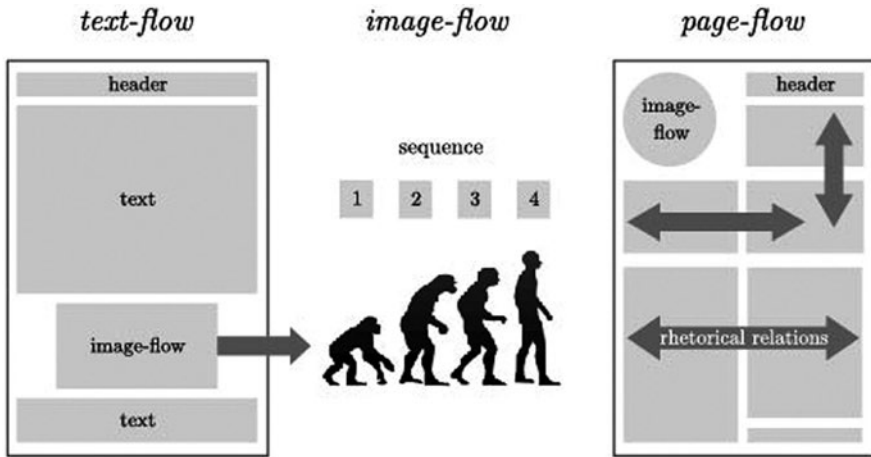 text-flow
image-flow
page-flow
header
text
image-flow
text
sequence
1 2 3 4
image-
flow
header
rhetorical relations